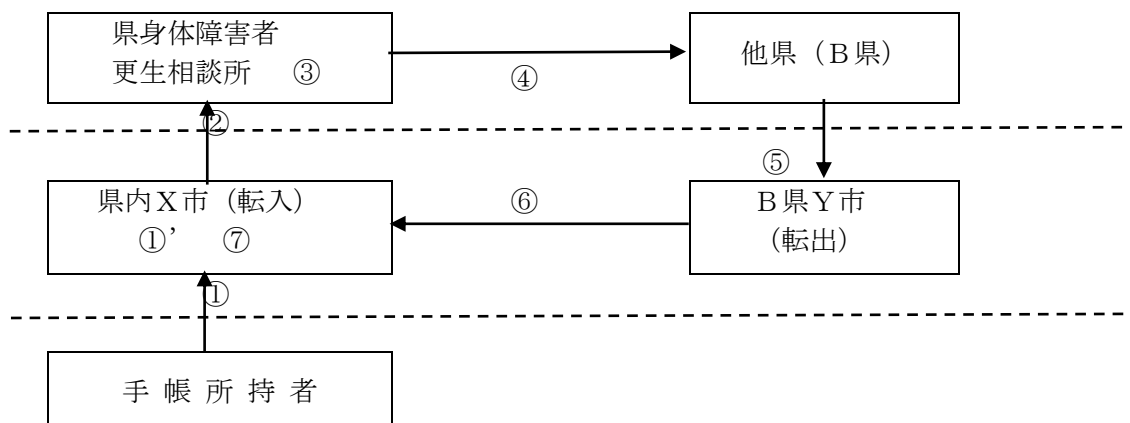 県身体障害者
更生相談所 ③
④
他県（Ｂ県）
②
⑤
県内Ｘ市（転入）
①’ ⑦
⑥
Ｂ県Ｙ市
（転出）
①
手 帳 所 持 者